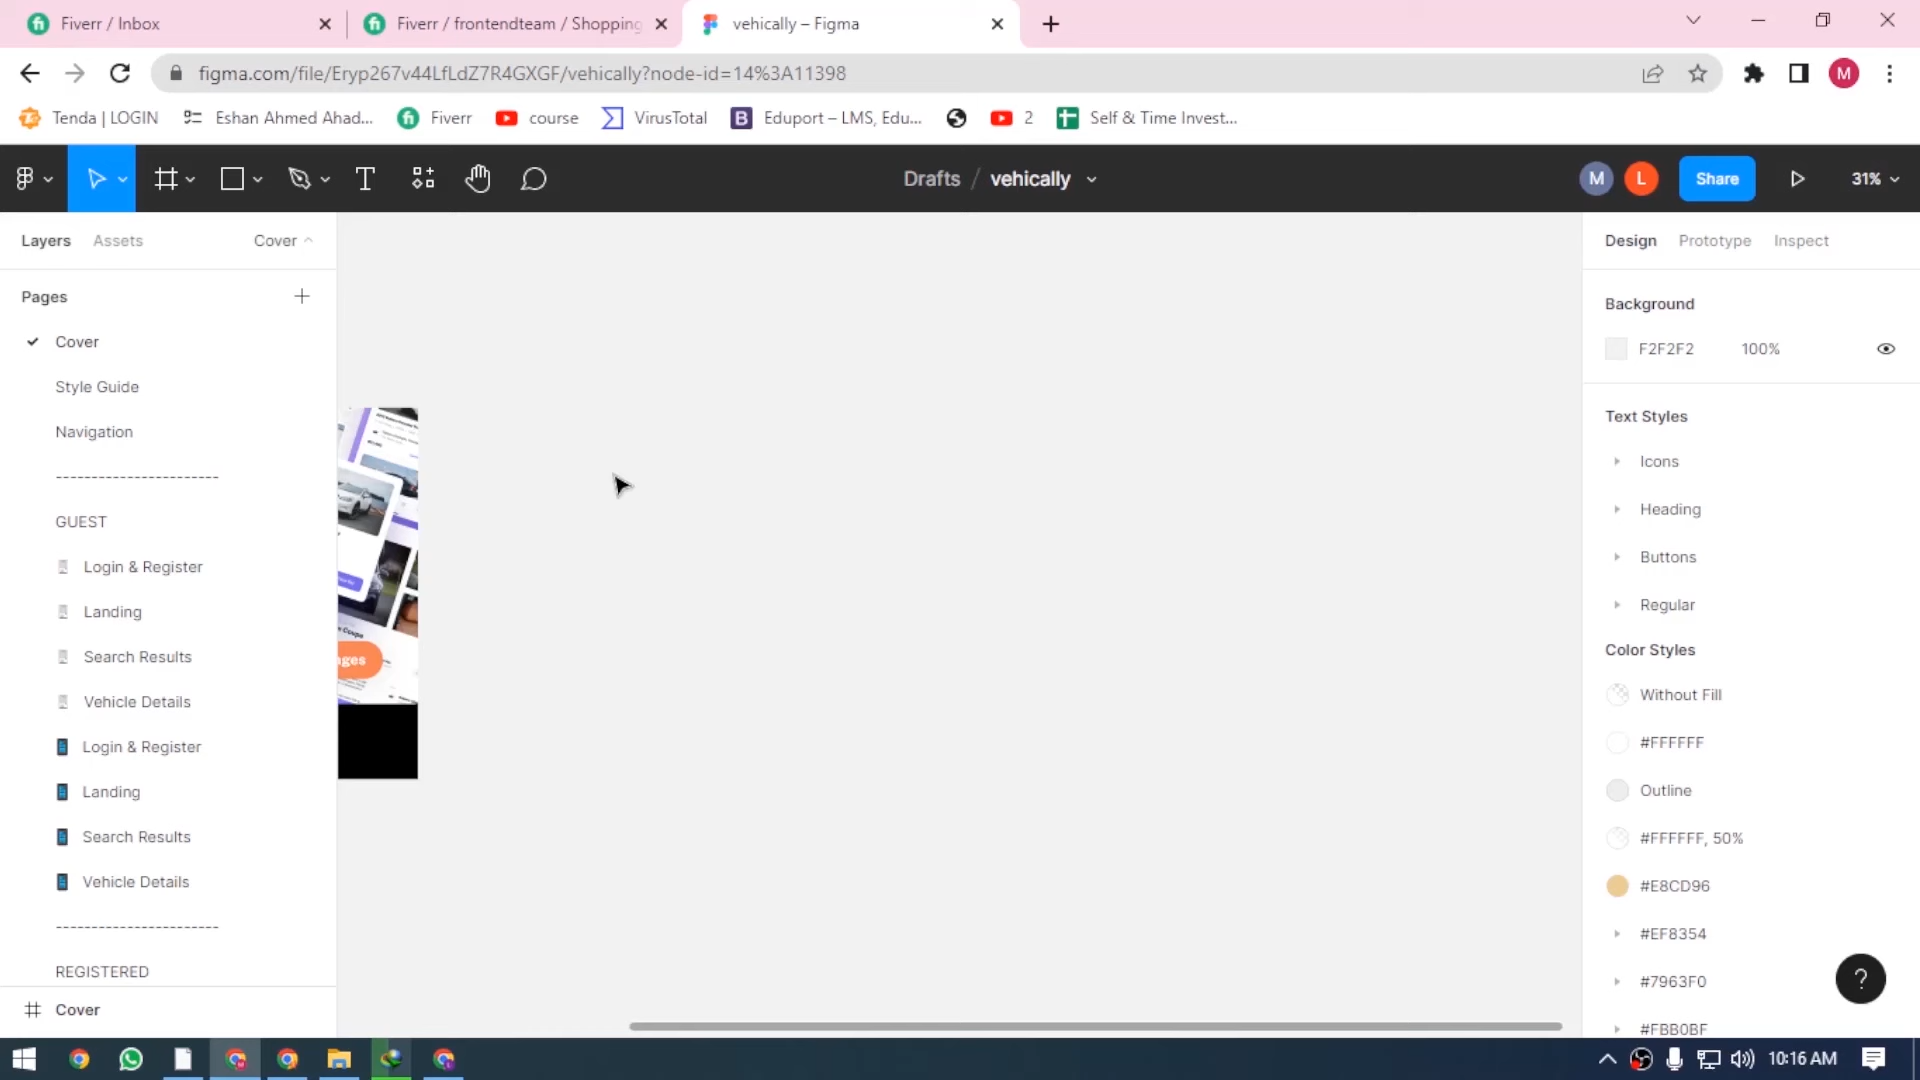 Fiverr / Inbox
Fiverr / frontendteam / Shopping
vehically – Figma
figma.com/file/Eryp267v44LfLdZ7R4GXGF/vehically?node-id=14%3A11398
M
Tenda | LOGIN
Eshan Ahmed Ahad...
Fiverr
course
VirusTotal
B
Eduport – LMS, Edu...
2
Self & Time Invest...
Drafts / vehically
M
L
Share
31%
Layers
Assets
Cover
Design
Prototype
Inspect
Pages
Cover
Style Guide
Navigation
-----------------------
GUEST
Login & Register
Landing
Search Results
Vehicle Details
Login & Register
Landing
Search Results
Vehicle Details
-----------------------
REGISTERED
Cover
ages
Background
F2F2F2
100%
Text Styles
Icons
Heading
Buttons
Regular
Color Styles
Without Fill
#FFFFFF
Outline
#FFFFFF, 50%
#E8CD96
#EF8354
#7963F0
#FBB0BF
?
10:16 AM